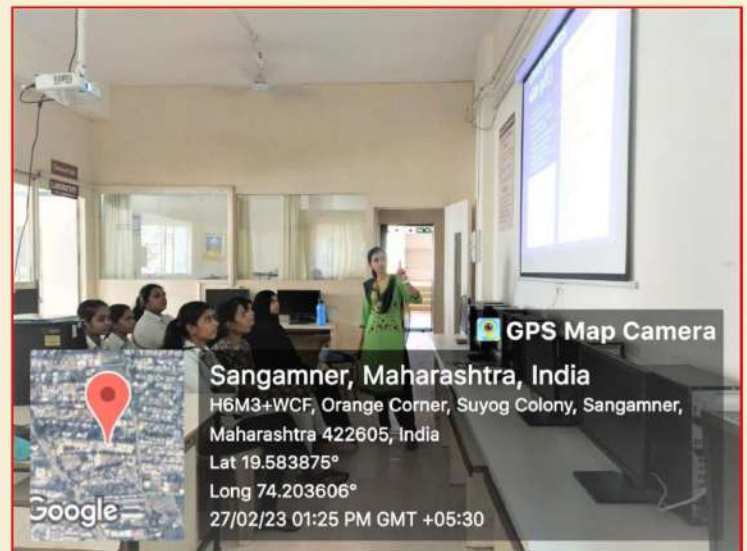 GPS Map Camera
Sangamner, Maharashtra, India
H6M3+WCF, Orange Corner, Suyog Colony, Sangamner,
Maharashtra 422605, India
Lat 19.583875°
Long 74.203606°
27/02/23 01:25 PM GMT +05:30
Google